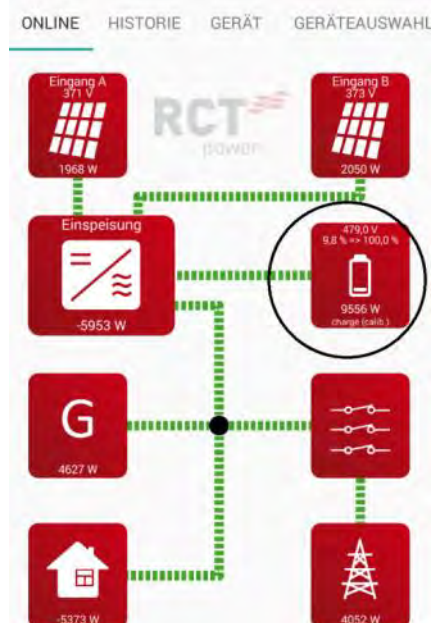 ONLINE HISTORIE GERÄT GERÄTEAUSWAHL
Eingang A
371 V
1968 W
RCT
power
Eingang B
373 V
2050 W
Einspeisung
-5953 W
479,0 V
9,8 % => 100,0 %
9556 W
charge (calib.)
G
4627 W
-5373 W
4052 W